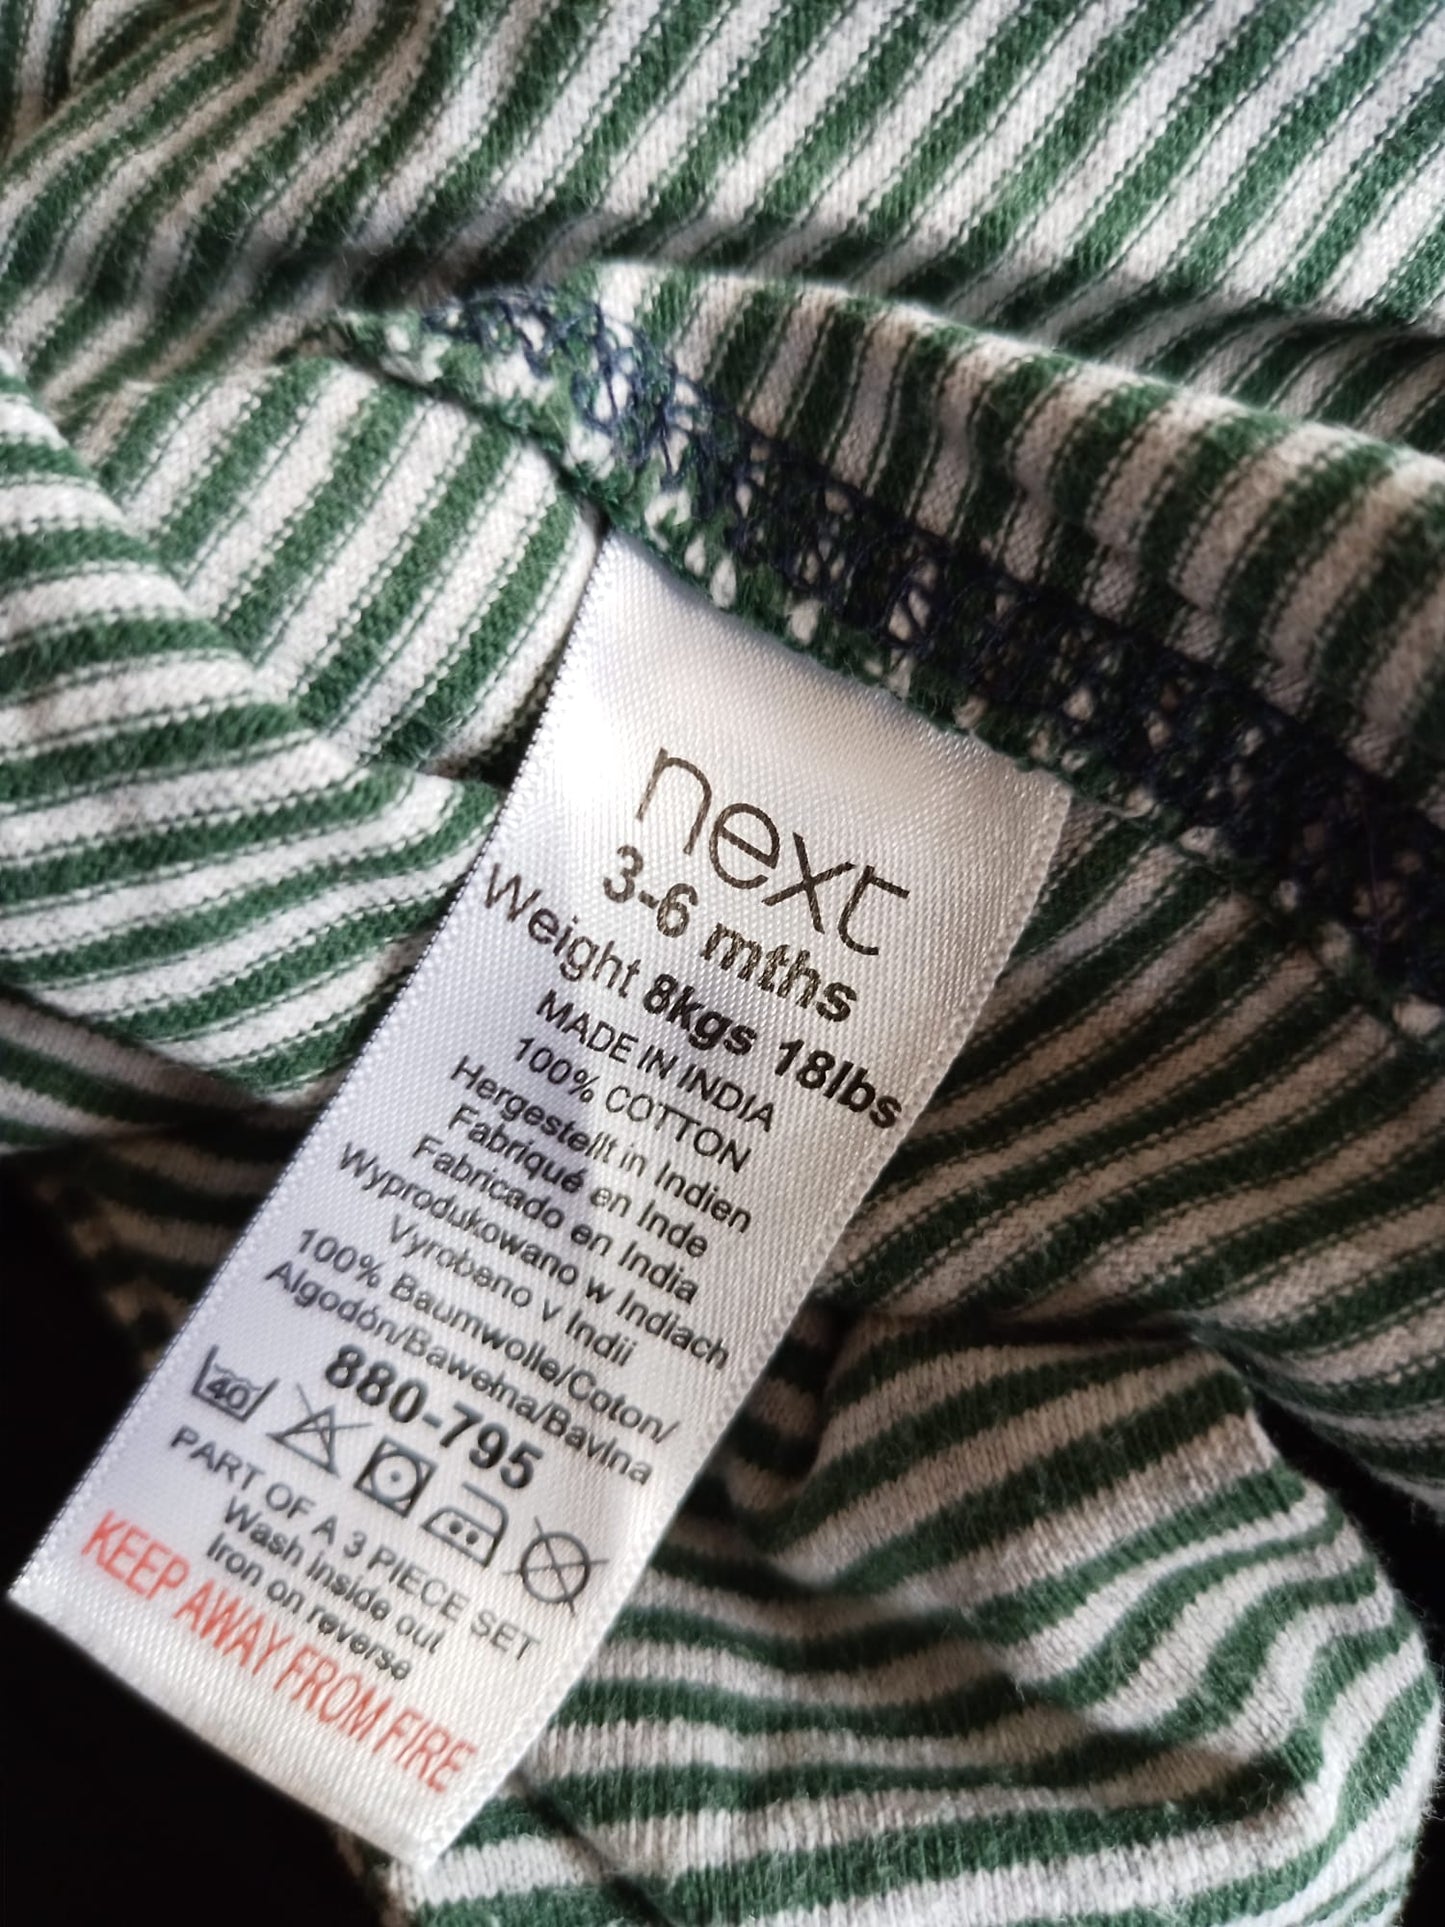 next
3-6 mths
Weight 8kgs 18lbs
MADE IN INDIA
100% COTTON
Hergestellt in Indien
Fabriqué en Inde
Fabricado en India
Wyprodukowano w Indiach
Vyrobeno v Indii
100% Baumwolle/Coton/
Algodón/Bawełna/Bavlna
880-795
40
PART OF A 3 PIECE SET
Wash inside out
Iron on reverse
KEEP AWAY FROM FIRE